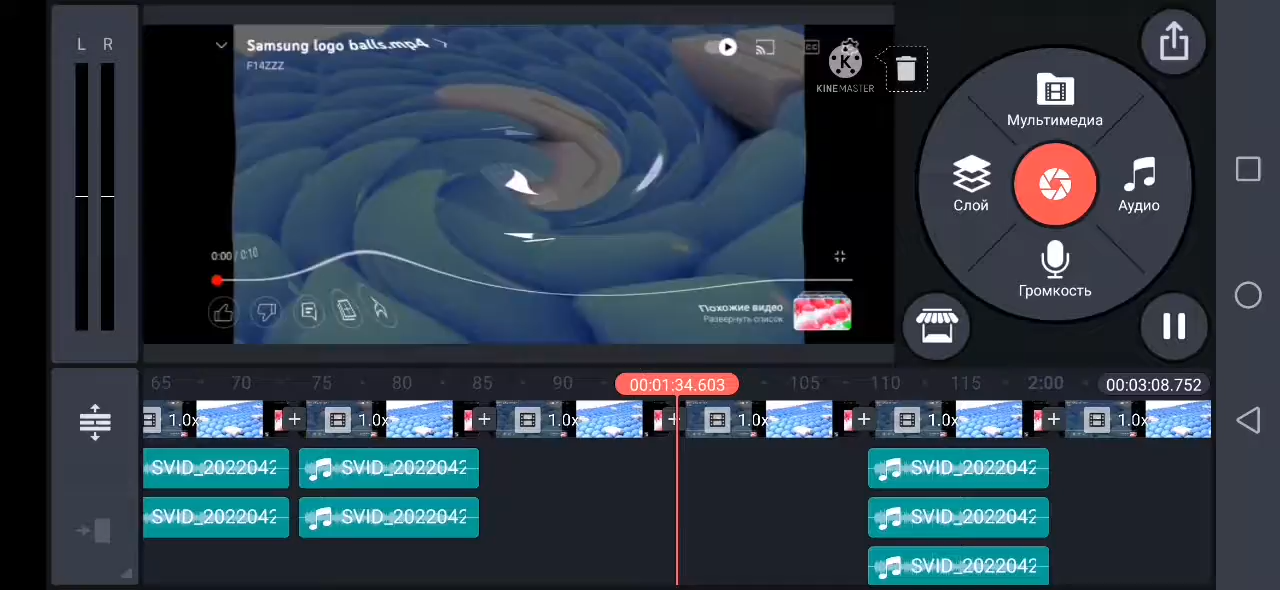 L R
Samsung logo balls.mp4
F14ZZZ
CC
K
KINEMASTER
0:00 / 0:10
Похожие видео
Развернуть список
Мультимедиа
Слой
Аудио
Громкость
65 70 75 80 85 90 00:01:34.603 105 110 115 2:00 00:03:08.752
1.0x + 1.0x + 1.0x + 1.0x + 1.0x + 1.0x
SVID_2022042 SVID_2022042 SVID_2022042
SVID_2022042 SVID_2022042 SVID_2022042
SVID_2022042